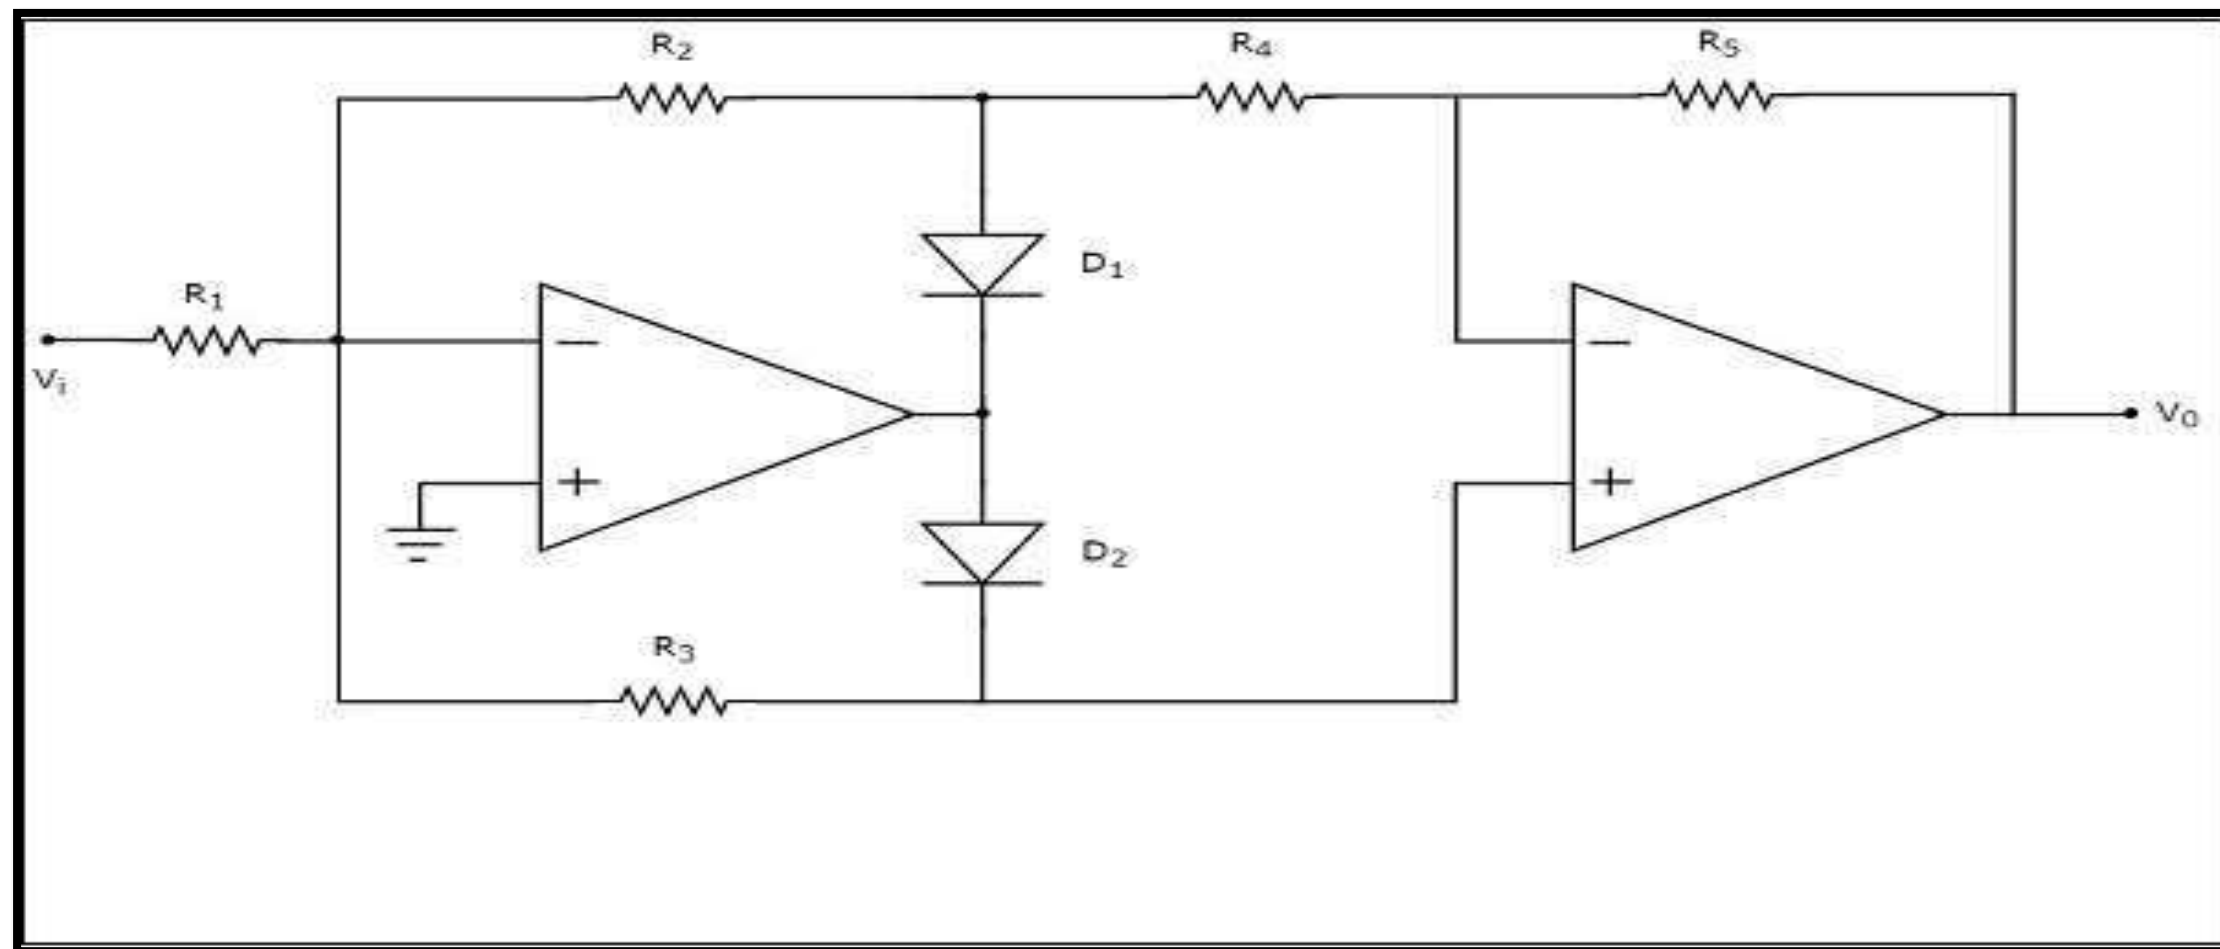 R₂
R₄
R₅
D₁
R₁
−
−
Vᵢ
V₀
+
+
D₂
R₃